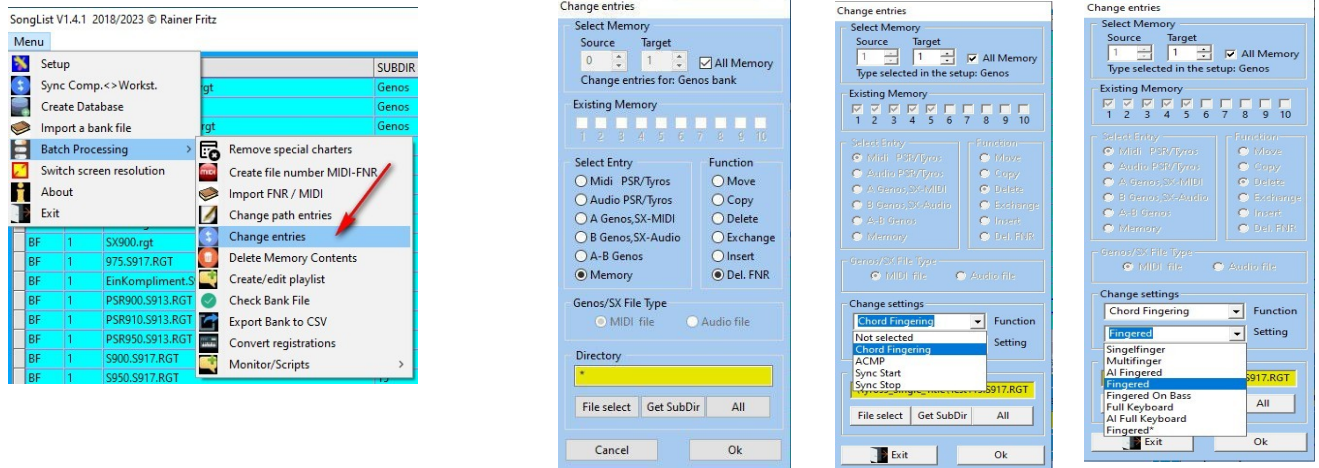 SongList V1.4.1 2018/2023 © Rainer Fritz
Menu
Setup
Sync Comp.<>Workst.
Create Database
Import a bank file
Batch Processing >
Switch screen resolution
About
Exit
SUBDIR
rgt Genos
Genos
rgt Genos
Remove special charters
Create file number MIDI-FNR
Import FNR / MIDI
Change path entries
Change entries
Delete Memory Contents
Create/edit playlist
Check Bank File
Export Bank to CSV
Convert registrations
Monitor/Scripts >
BF 1 SX900.rgt
BF 1 975.S917.RGT
BF 1 EinKompliment.S
BF 1 PSR900.S913.RGT
BF 1 PSR910.S913.RGT
BF 1 PSR950.S913.RGT
BF 1 S900.S917.RGT
BF 1 S950.S917.RGT
Change entries
Select Memory
Source Target
0 1 All Memory
Change entries for: Genos bank
Existing Memory
1 2 3 4 5 6 7 8 9 10
Select Entry Function
Midi PSR/Tyros Move
Audio PSR/Tyros Copy
A Genos,SX-MIDI Delete
B Genos,SX-Audio Exchange
A-B Genos Insert
Memory Del. FNR
Genos/SX File Type
MIDI file Audio file
Directory
*
File select Get SubDir All
Cancel Ok
Change entries
Select Memory
Source Target
1 1 All Memory
Type selected in the setup: Genos
Existing Memory
1 2 3 4 5 6 7 8 9 10
Select Entry Function
Midi PSR/Tyros Move
Audio PSR/Tyros Copy
A Genos,SX-MIDI Delete
B Genos,SX-Audio Exchange
A-B Genos Insert
Memory Del. FNR
Genos/SX File Type
MIDI file Audio file
Change settings
Chord Fingering Function
Not selected
Chord Fingering Setting
ACMP
Sync Start
Sync Stop
S917.RGT
File select Get SubDir All
Exit Ok
Change entries
Select Memory
Source Target
1 1 All Memory
Type selected in the setup: Genos
Existing Memory
1 2 3 4 5 6 7 8 9 10
Select Entry Function
Midi PSR/Tyros Move
Audio PSR/Tyros Copy
A Genos,SX-MIDI Delete
B Genos,SX-Audio Exchange
A-B Genos Insert
Memory Del. FNR
Genos/SX File Type
MIDI file Audio file
Change settings
Chord Fingering Function
Fingered Setting
Singelfinger
Multifinger
AI Fingered
Fingered S917.RGT
Fingered On Bass
Full Keyboard All
AI Full Keyboard
Fingered*
Exit Ok